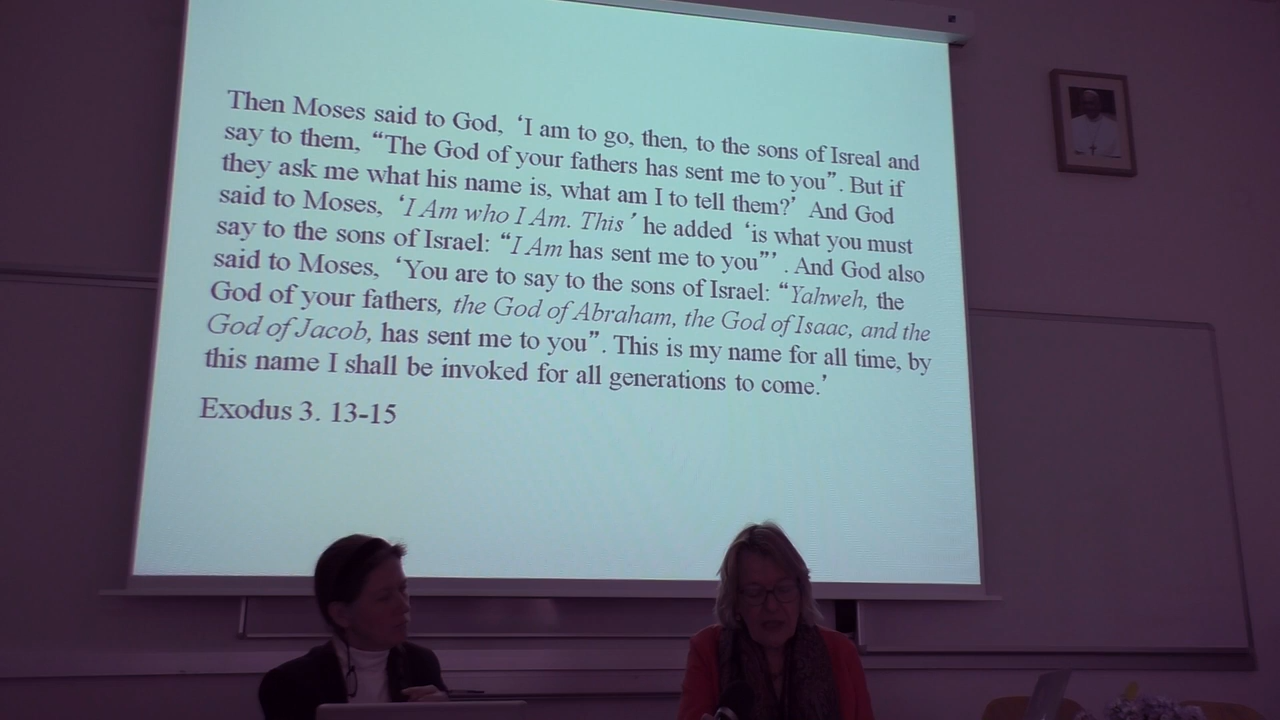 Then Moses said to God, ‘I am to go, then, to the sons of Isreal and
say to them, “The God of your fathers has sent me to you”. But if
they ask me what his name is, what am I to tell them?’ And God
said to Moses, ‘I Am who I Am. This’ he added ‘is what you must
say to the sons of Israel: “I Am has sent me to you”’ . And God also
said to Moses, ‘You are to say to the sons of Israel: “Yahweh, the
God of your fathers, the God of Abraham, the God of Isaac, and the
God of Jacob, has sent me to you”. This is my name for all time, by
this name I shall be invoked for all generations to come.’
Exodus 3. 13-15